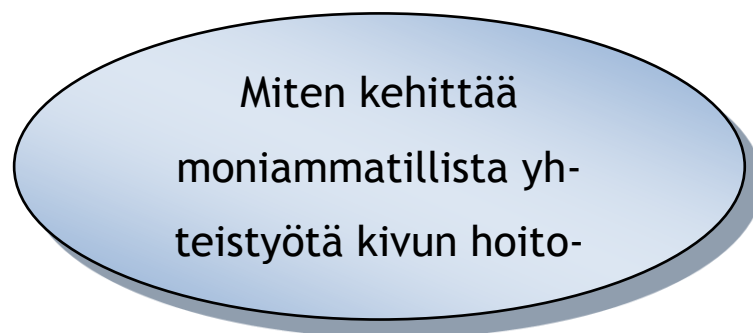 Miten kehittää
moniammatillista yh-
teistyötä kivun hoito-